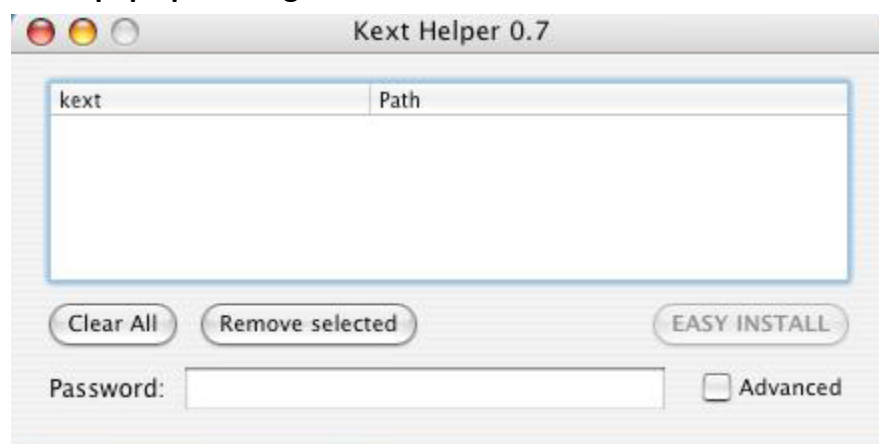 Kext Helper 0.7
kext Path
Clear All Remove selected EASY INSTALL
Password: Advanced